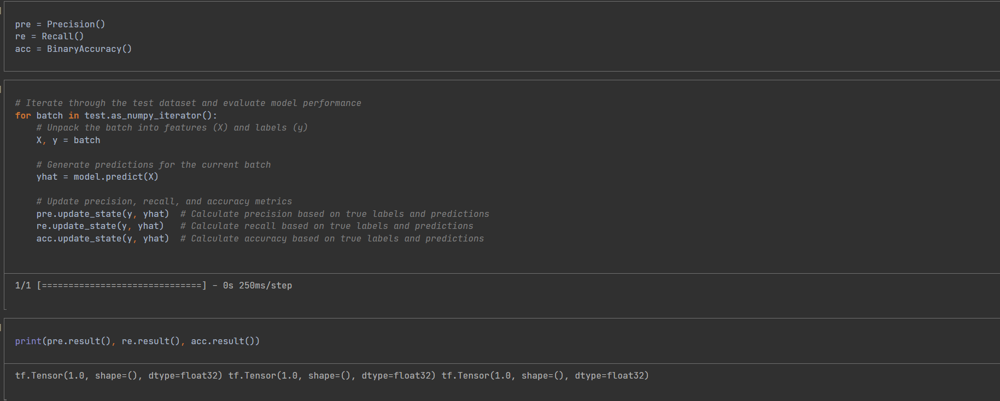 pre = Precision()
re = Recall()
acc = BinaryAccuracy()
# Iterate through the test dataset and evaluate model performance
for batch in test.as_numpy_iterator():
    # Unpack the batch into features (X) and labels (y)
    X, y = batch
    # Generate predictions for the current batch
    yhat = model.predict(X)
    # Update precision, recall, and accuracy metrics
    pre.update_state(y, yhat)  # Calculate precision based on true labels and predictions
    re.update_state(y, yhat)   # Calculate recall based on true labels and predictions
    acc.update_state(y, yhat)  # Calculate accuracy based on true labels and predictions
1/1 [==============================] - 0s 250ms/step
print(pre.result(), re.result(), acc.result())
tf.Tensor(1.0, shape=(), dtype=float32) tf.Tensor(1.0, shape=(), dtype=float32) tf.Tensor(1.0, shape=(), dtype=float32)